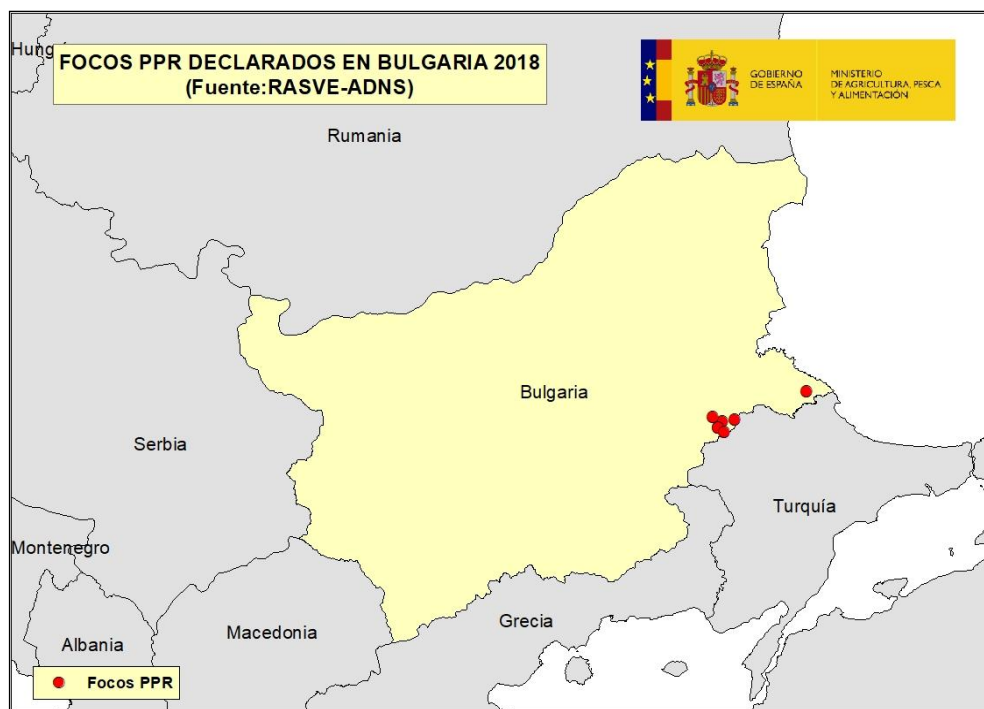 Hungría
FOCOS PPR DECLARADOS EN BULGARIA 2018
(Fuente:RASVE-ADNS)
GOBIERNO
DE ESPAÑA
MINISTERIO
DE AGRICULTURA, PESCA
Y ALIMENTACIÓN
Rumania
Bulgaria
Serbia
Turquía
Montenegro
Macedonia
Grecia
Albania
Focos PPR